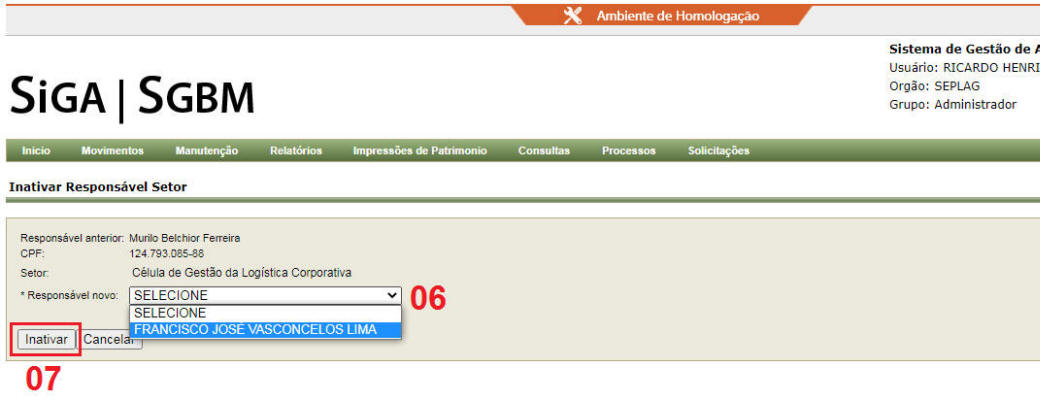 Ambiente de Homologação
Sistema de Gestão de
Usuário: RICARDO HENRI
Orgão: SEPLAG
Grupo: Administrador
SIGA | SGBM
Início Movimentos Manutenção Relatórios Impressões de Patrimonio Consultas Processos Solicitações
Inativar Responsável Setor
Responsável anterior: Murilo Belchior Ferreira
CPF: 124.793.085-88
Setor: Célula de Gestão da Logística Corporativa
* Responsável novo: SELECIONE 06
SELECIONE
FRANCISCO JOSÉ VASCONCELOS LIMA
Inativar Cancelar
07